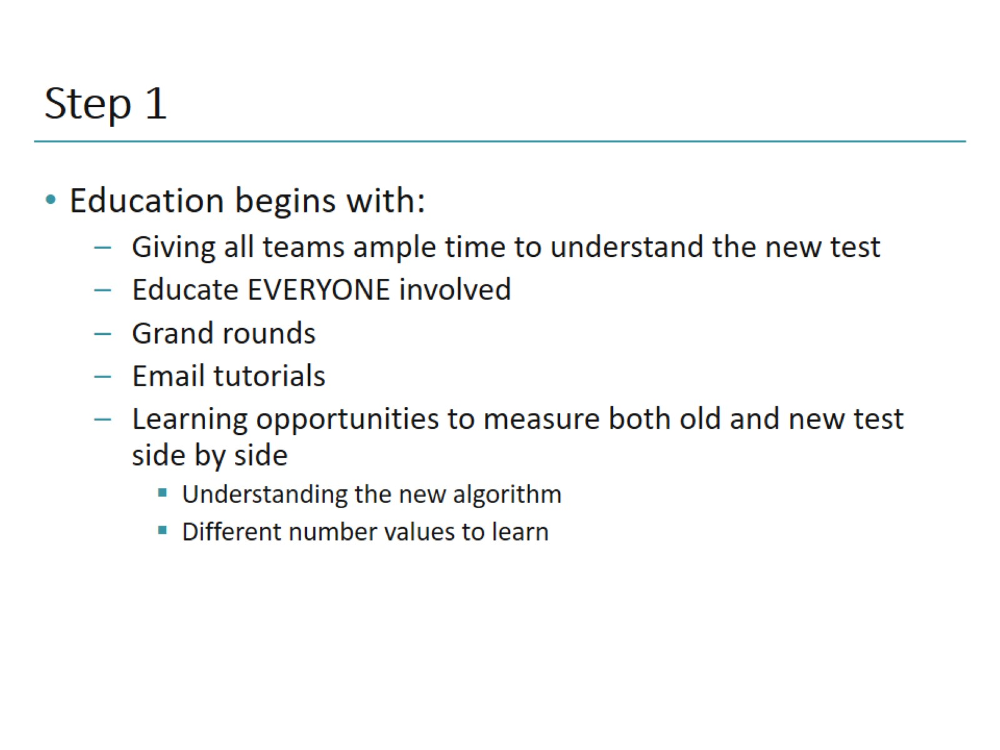 Step 1
• Education begins with:
– Giving all teams ample time to understand the new test
– Educate EVERYONE involved
– Grand rounds
– Email tutorials
– Learning opportunities to measure both old and new test
side by side
▪ Understanding the new algorithm
▪ Different number values to learn